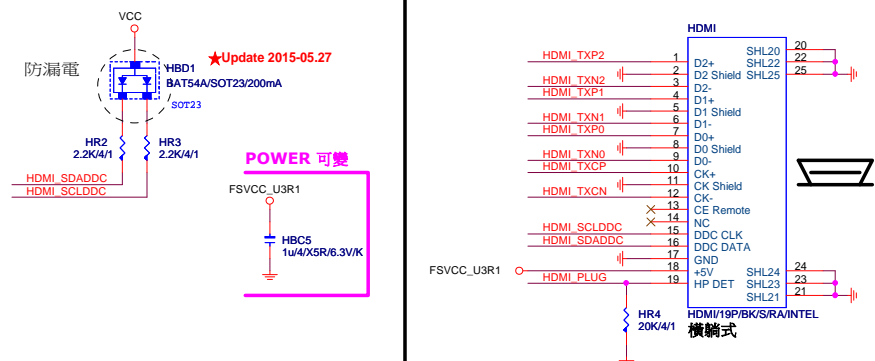 VCC
★Update 2015-05.27
防漏電
HBD1
BAT54A/SOT23/200mA
SOT23
HR2
2.2K/4/1
HR3
2.2K/4/1
HDMI_SDADDC
HDMI_SCLDDC
POWER 可變
FSVCC_U3R1
HBC5
1u/4/X5R/6.3V/K
HDMI
HDMI_TXP2 1 D2+
2 D2 Shield
HDMI_TXN2 3 D2-
HDMI_TXP1 4 D1+
5 D1 Shield
HDMI_TXN1 6 D1-
HDMI_TXP0 7 D0+
8 D0 Shield
HDMI_TXN0 9 D0-
HDMI_TXCP 10 CK+
11 CK Shield
HDMI_TXCN 12 CK-
13 CE Remote
14 NC
HDMI_SCLDDC 15 DDC CLK
HDMI_SDADDC 16 DDC DATA
17 GND
FSVCC_U3R1 18 +5V
HDMI_PLUG 19 HP DET
SHL20 20
SHL22 22
SHL25 25
SHL24 24
SHL23 23
SHL21 21
HR4
20K/4/1
HDMI/19P/BK/S/RA/INTEL
橫躺式